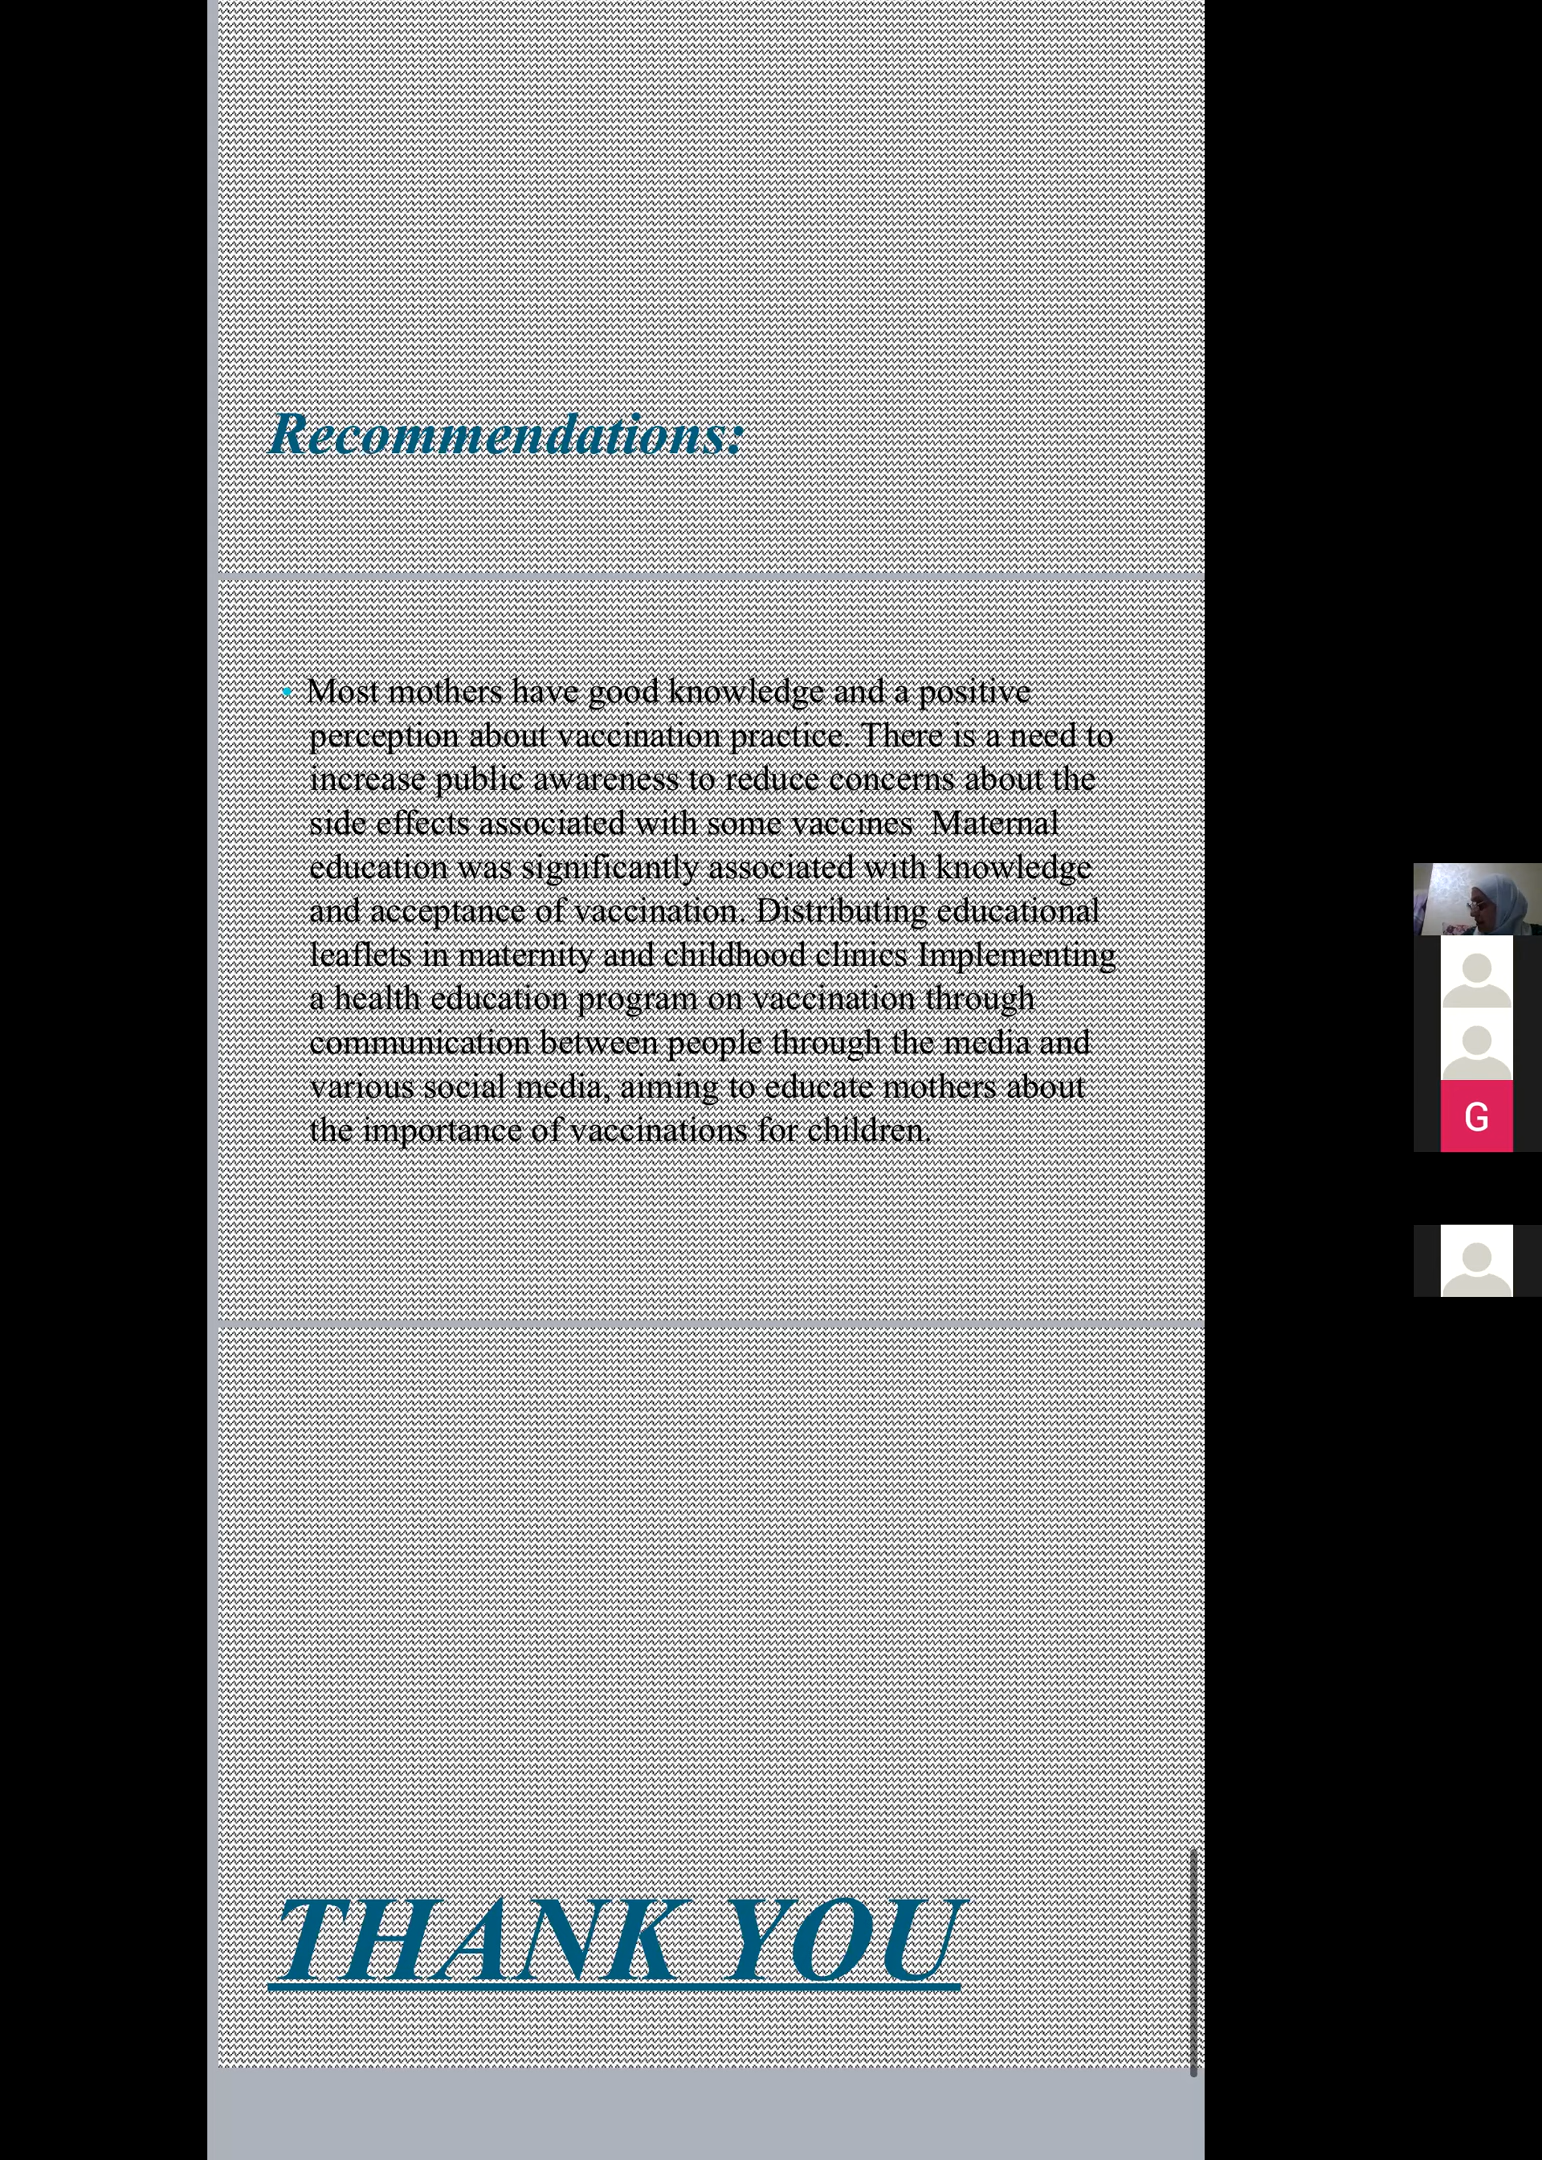 Recommendations:
• Most mothers have good knowledge and a positive
perception about vaccination practice. There is a need to
increase public awareness to reduce concerns about the
side effects associated with some vaccines  Maternal
education was significantly associated with knowledge
and acceptance of vaccination. Distributing educational
leaflets in maternity and childhood clinics Implementing
a health education program on vaccination through
communication between people through the media and
various social media, aiming to educate mothers about
the importance of vaccinations for children.
G
THANK YOU